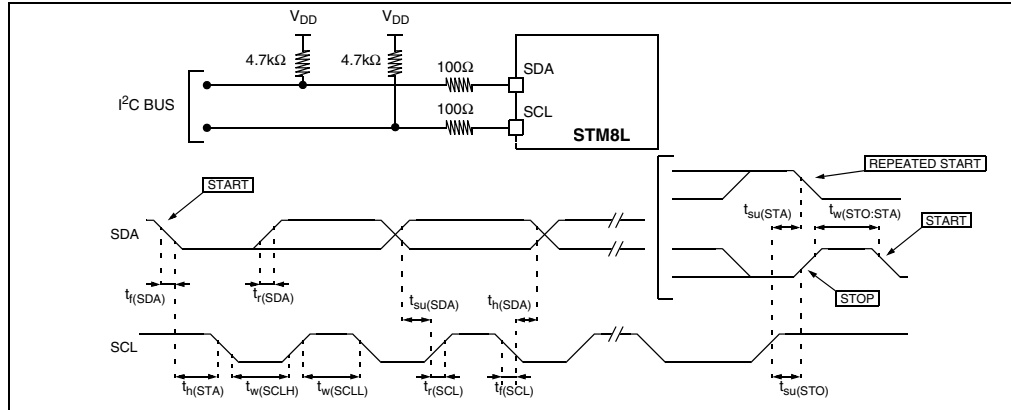 VDD VDD
4.7kΩ 4.7kΩ 100Ω SDA
I2C BUS
100Ω SCL
STM8L
REPEATED START
START
tsu(STA) tw(STO:STA) START
SDA
tf(SDA) tr(SDA) tsu(SDA) th(SDA) STOP
SCL
th(STA) tw(SCLH) tw(SCLL) tr(SCL) tf(SCL) tsu(STO)